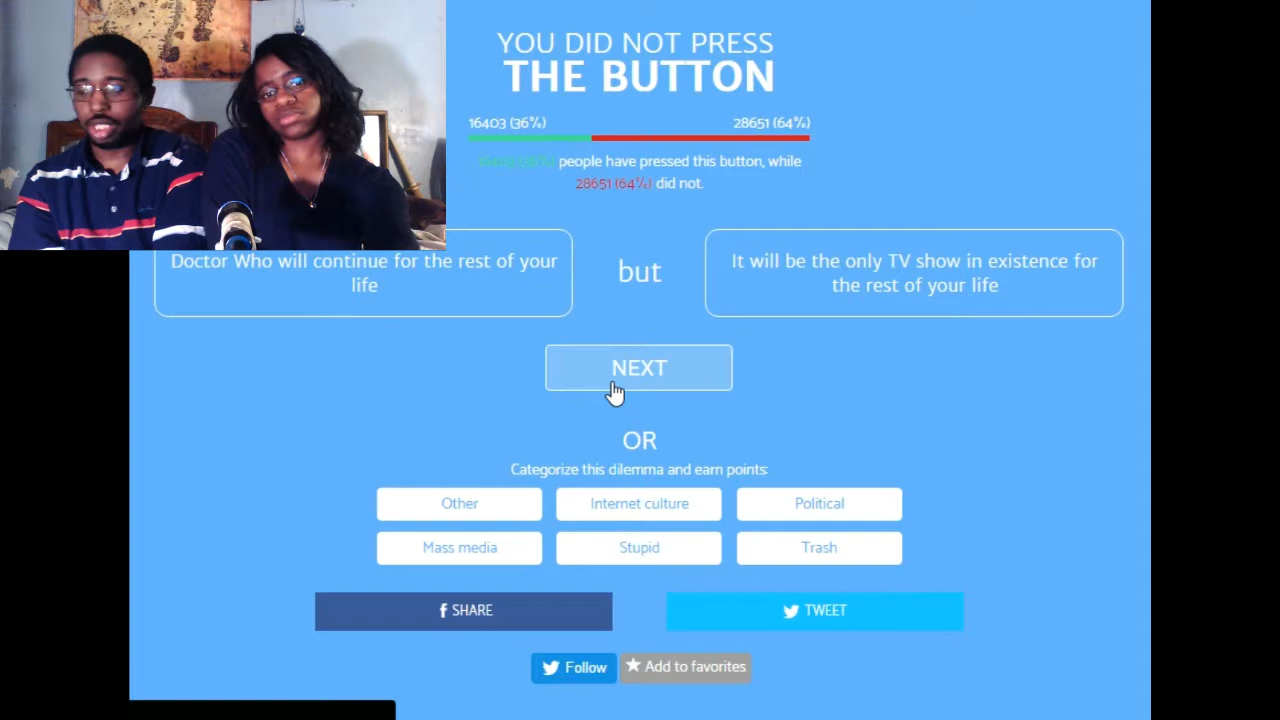 YOU DID NOT PRESS
THE BUTTON
16403 (36%)
28651 (64%)
16403 (36%) people have pressed this button, while
28651 (64%) did not.
Doctor Who will continue for the rest of your
life
but
It will be the only TV show in existence for
the rest of your life
NEXT
OR
Categorize this dilemma and earn points:
Other
Internet culture
Political
Mass media
Stupid
Trash
f SHARE
TWEET
Follow
Add to favorites